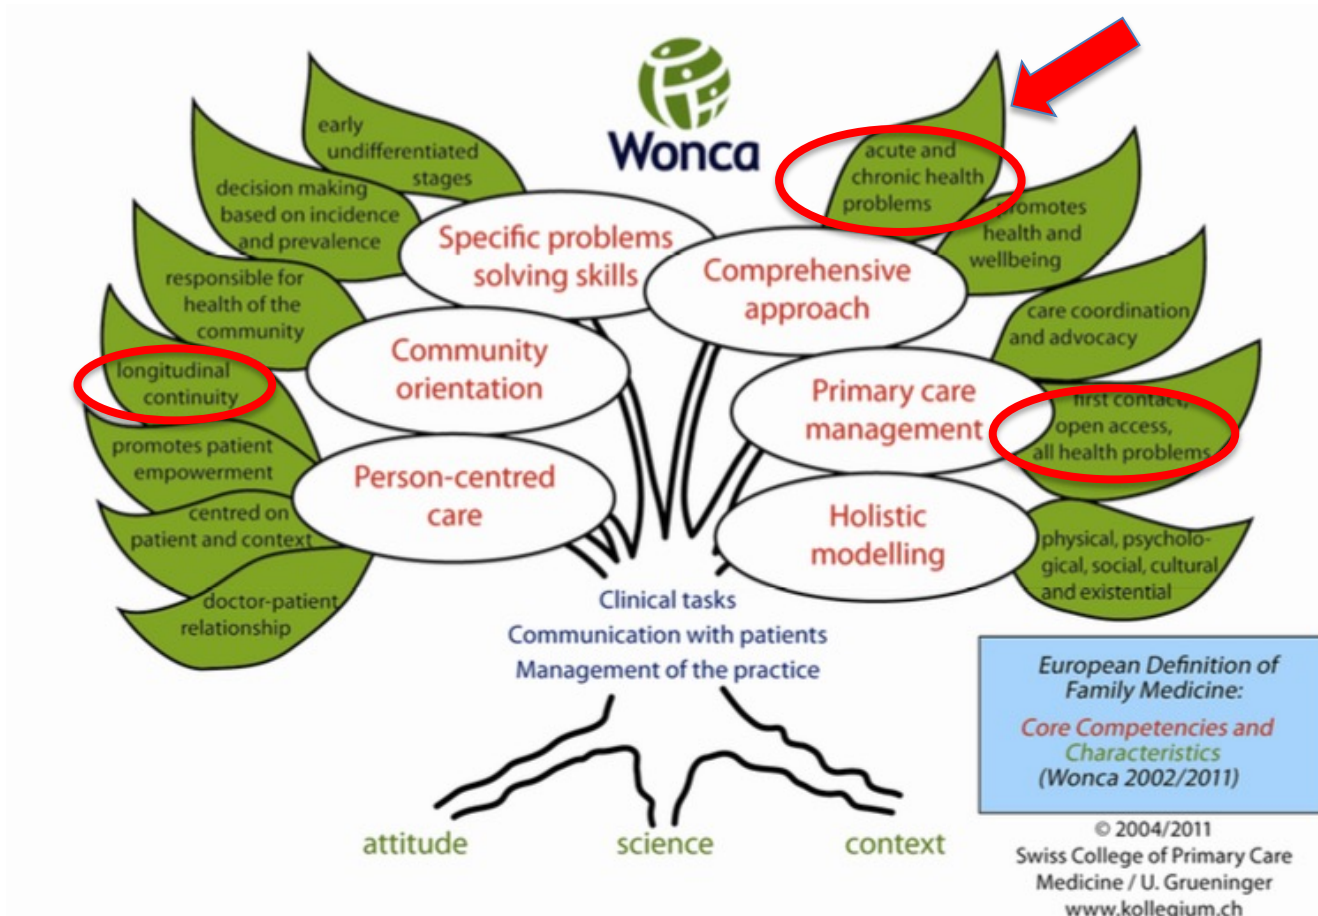 Wonca
early
undifferentiated
stages
decision making
based on incidence
and prevalence
responsible for
health of the
community
longitudinal
continuity
promotes patient
empowerment
centred on
patient and context
doctor-patient
relationship
Specific problems
solving skills
Community
orientation
Person-centred
care
acute and
chronic health
problems
promotes
health and
wellbeing
care coordination
and advocacy
first contact,
open access,
all health problems
physical, psycholo-
gical, social, cultural
and existential
Comprehensive
approach
Primary care
management
Holistic
modelling
Clinical tasks
Communication with patients
Management of the practice
attitude
science
context
European Definition of
Family Medicine:
Core Competencies and
Characteristics
(Wonca 2002/2011)
© 2004/2011
Swiss College of Primary Care
Medicine / U. Grueninger
www.kollegium.ch